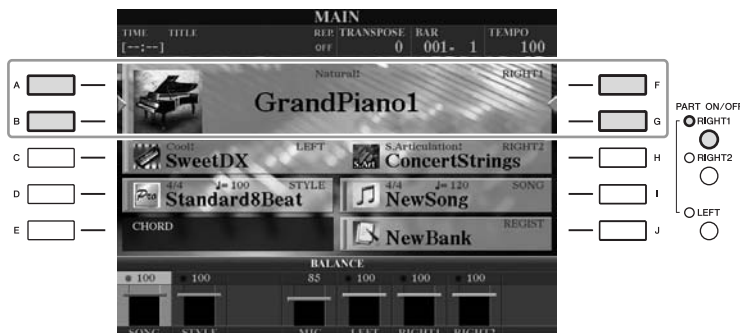 MAIN
TIME TITLE REP. TRANSPOSE BAR TEMPO
[--:--] OFF 0 001- 1 100
A Natural! RIGHT1 F
GrandPiano1
B G
PART ON/OFF
RIGHT1
C Cool! LEFT S.Articulation! RIGHT2 H
SweetDX S.Art ConcertStrings
RIGHT2
D 4/4 ♩=100 STYLE 4/4 ♩=120 SONG I
Pro Standard8Beat NewSong
LEFT
E CHORD REGIST J
NewBank
BALANCE
100 100 85 100 100 100
SONG STYLE MIC LEFT RIGHT1 RIGHT2